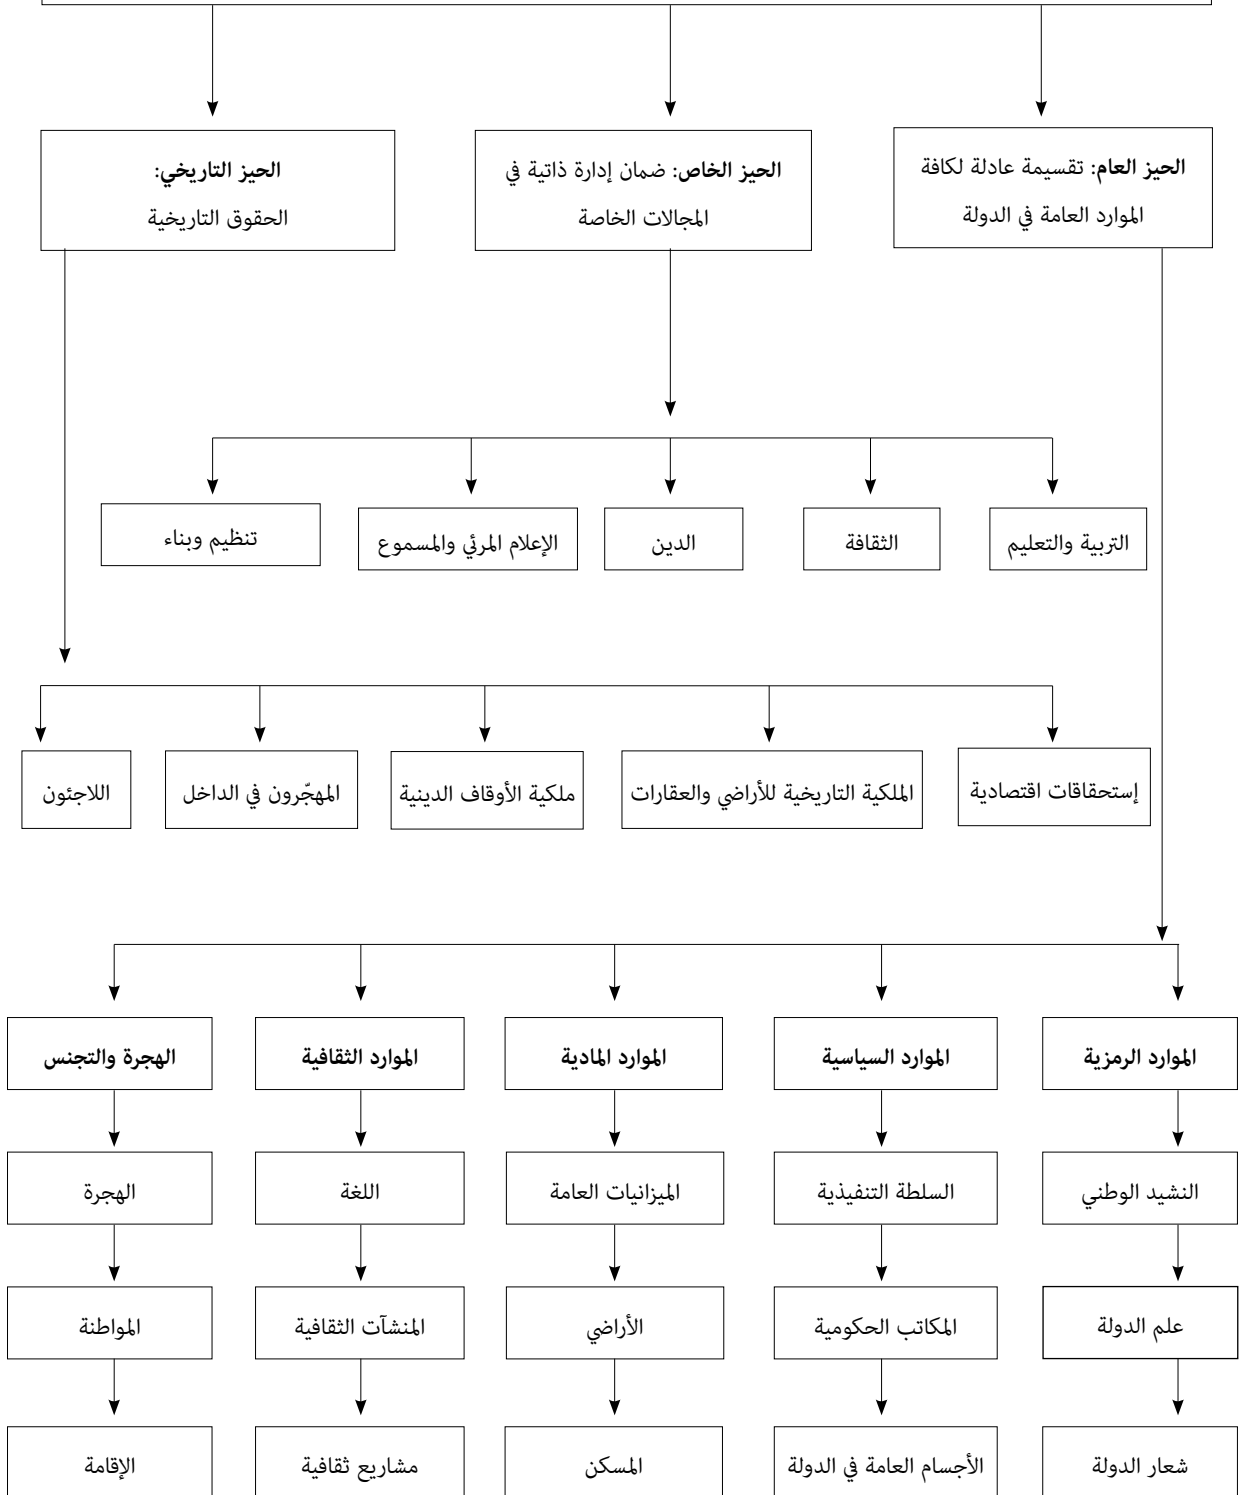 الحيز العام: تقسيمة عادلة لكافة
الموارد العامة في الدولة
الحيز الخاص: ضمان إدارة ذاتية في
المجالات الخاصة
الحيز التاريخي:
الحقوق التاريخية
التربية والتعليم
الثقافة
الدين
الإعلام المرئي والمسموع
تنظيم وبناء
إستحقاقات اقتصادية
الملكية التاريخية للأراضي والعقارات
ملكية الأوقاف الدينية
المهجّرون في الداخل
اللاجئون
الموارد الرمزية
الموارد السياسية
الموارد المادية
الموارد الثقافية
الهجرة والتجنس
النشيد الوطني
السلطة التنفيذية
الميزانيات العامة
اللغة
الهجرة
علم الدولة
المكاتب الحكومية
الأراضي
المنشآت الثقافية
المواطنة
شعار الدولة
الأجسام العامة في الدولة
المسكن
مشاريع ثقافية
الإقامة